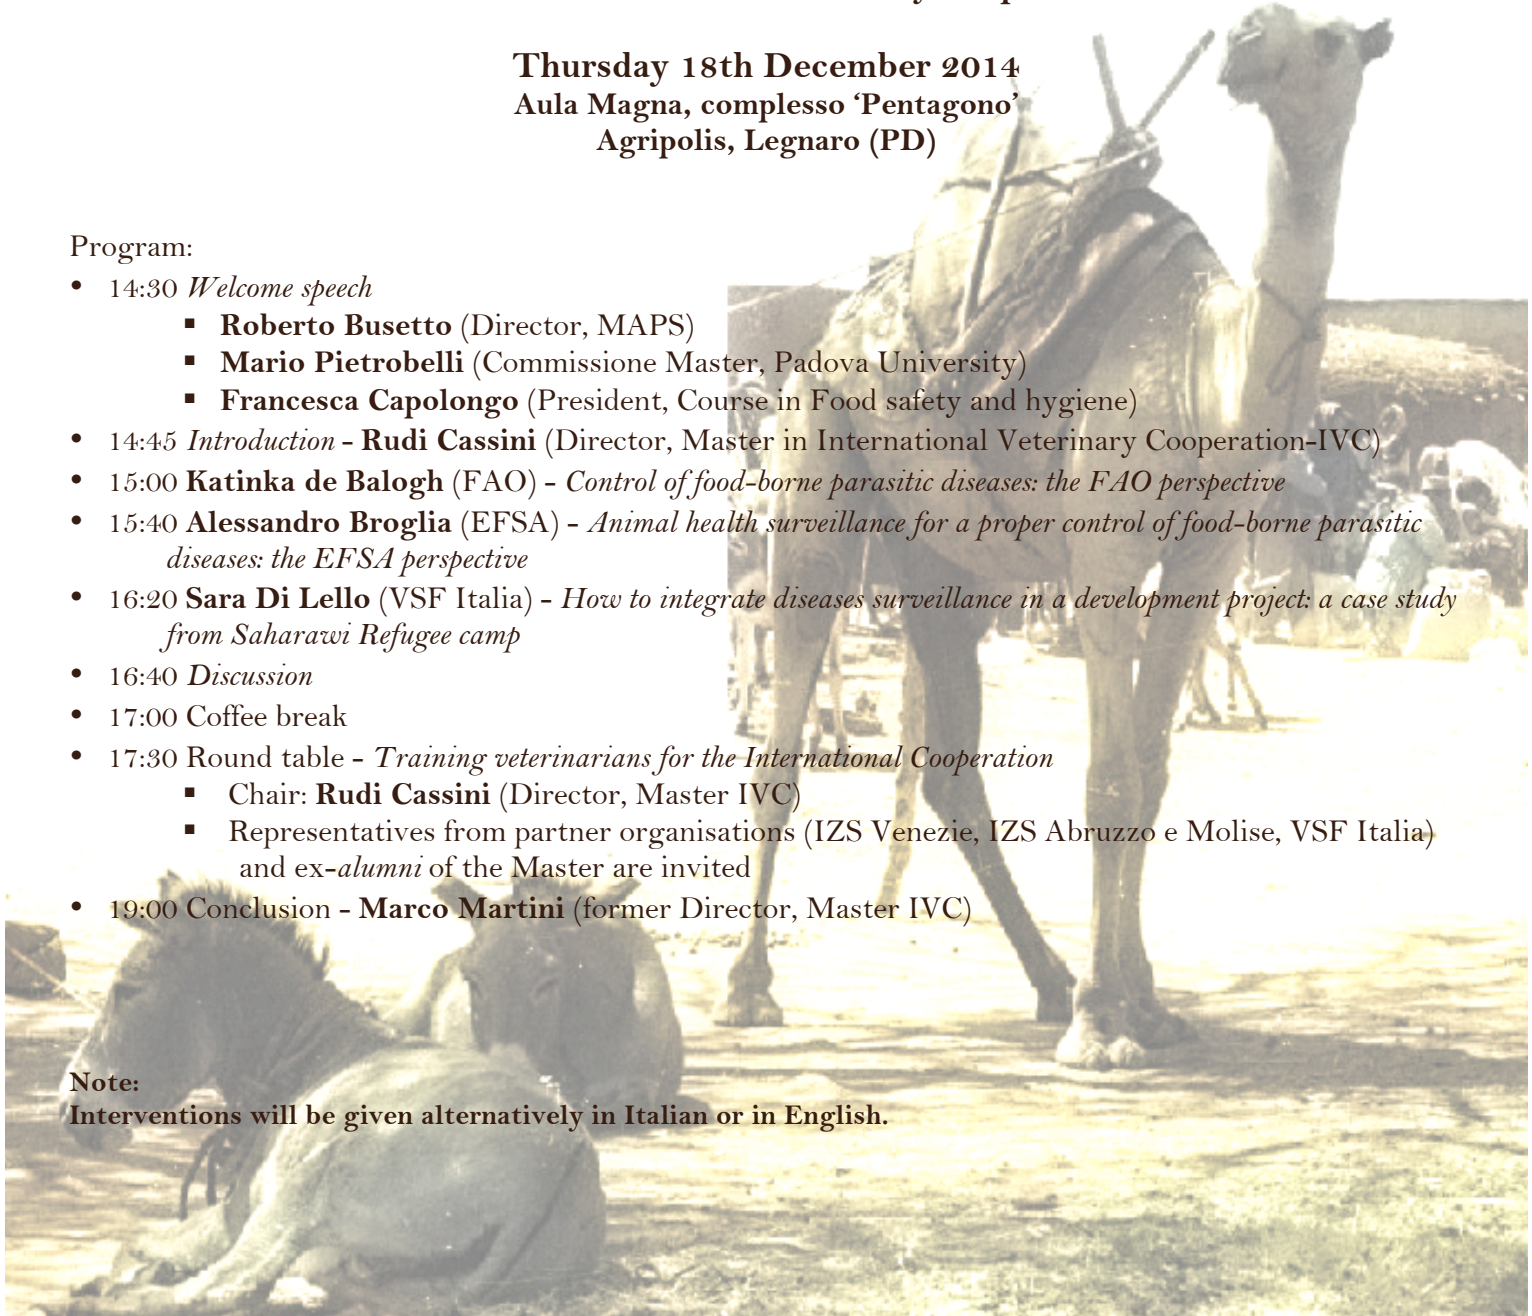 Thursday 18th December 2014
Aula Magna, complesso ‘Pentagono’
Agripolis, Legnaro (PD)
Program:
• 14:30 Welcome speech
▪ Roberto Busetto (Director, MAPS)
▪ Mario Pietrobelli (Commissione Master, Padova University)
▪ Francesca Capolongo (President, Course in Food safety and hygiene)
• 14:45 Introduction - Rudi Cassini (Director, Master in International Veterinary Cooperation-IVC)
• 15:00 Katinka de Balogh (FAO) - Control of food-borne parasitic diseases: the FAO perspective
• 15:40 Alessandro Broglia (EFSA) - Animal health surveillance for a proper control of food-borne parasitic
diseases: the EFSA perspective
• 16:20 Sara Di Lello (VSF Italia) - How to integrate diseases surveillance in a development project: a case study
from Saharawi Refugee camp
• 16:40 Discussion
• 17:00 Coffee break
• 17:30 Round table - Training veterinarians for the International Cooperation
▪ Chair: Rudi Cassini (Director, Master IVC)
▪ Representatives from partner organisations (IZS Venezie, IZS Abruzzo e Molise, VSF Italia)
and ex-alumni of the Master are invited
• 19:00 Conclusion - Marco Martini (former Director, Master IVC)
Note:
Interventions will be given alternatively in Italian or in English.